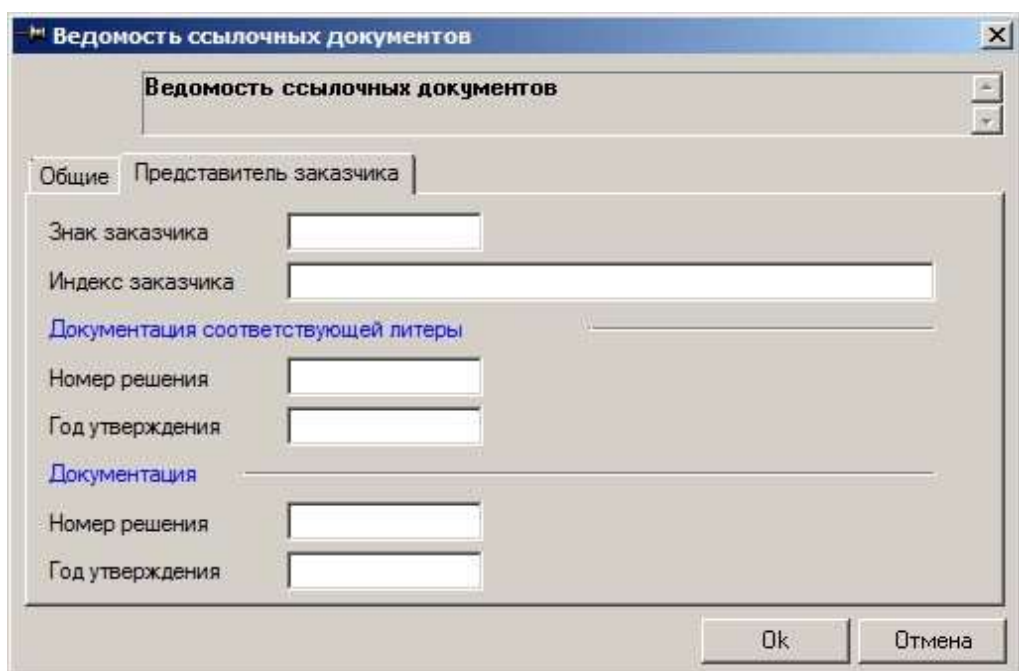 Ведомость ссылочных документов
Ведомость ссылочных документов
Общие
Представитель заказчика
Знак заказчика
Индекс заказчика
Документация соответствующей литеры
Номер решения
Год утверждения
Документация
Номер решения
Год утверждения
Ok
Отмена